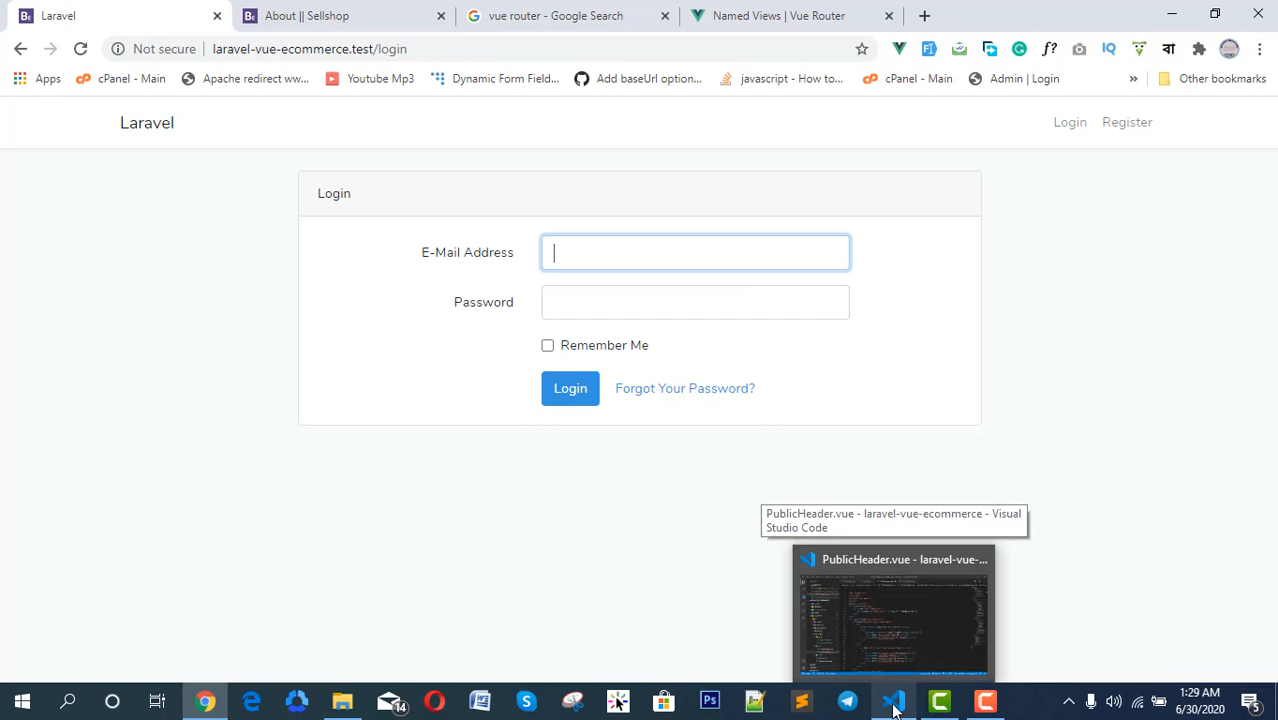 Laravel
About || Sellshop
vue router - Google Search
Named Views | Vue Router
Not secure
laravel-vue-ecommerce.test/login
Apps
cPanel - Main
Apache redirect ww...
Youtube Mp3
Dynamic Form Field...
Add baseUrl option...
javascript - How to...
cPanel - Main
Admin | Login
Other bookmarks
Laravel
Login
Register
Login
E-Mail Address
Password
Remember Me
Login
Forgot Your Password?
PublicHeader.vue - laravel-vue-ecommerce - Visual
Studio Code
PublicHeader.vue - laravel-vue-...
1:29 AM
6/30/2020